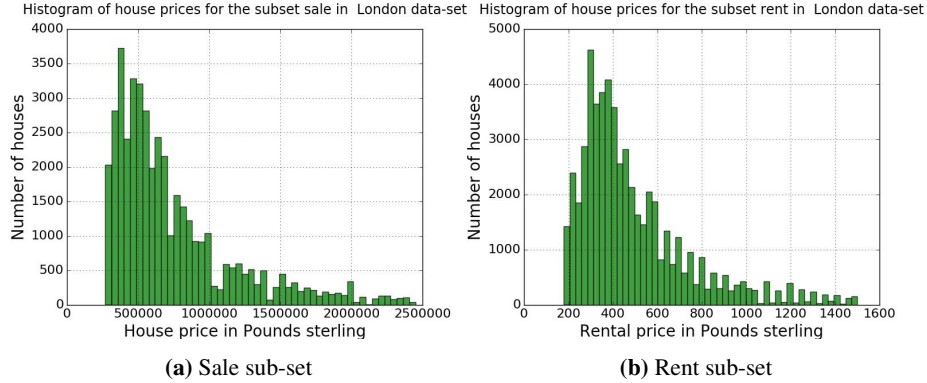 Histogram of house prices for the subset sale in London data-set
4000
3500
3000
2500
2000
1500
1000
500
0
Number of houses
0 500000 1000000 1500000 2000000 2500000
House price in Pounds sterling
(a) Sale sub-set
Histogram of house prices for the subset rent in London data-set
5000
4000
3000
2000
1000
0
Number of houses
0 200 400 600 800 1000 1200 1400 1600
Rental price in Pounds sterling
(b) Rent sub-set